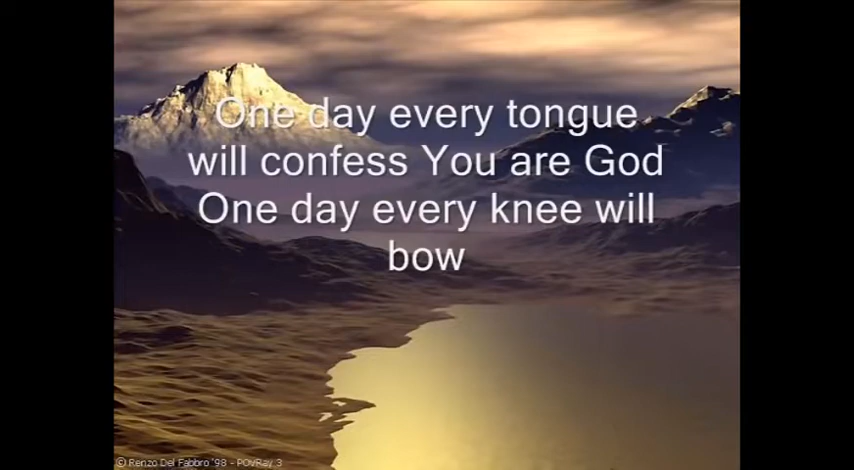 One day every tongue
will confess You are God
One day every knee will
bow
© Renzo Del Fabbro '98 - POVRay 3